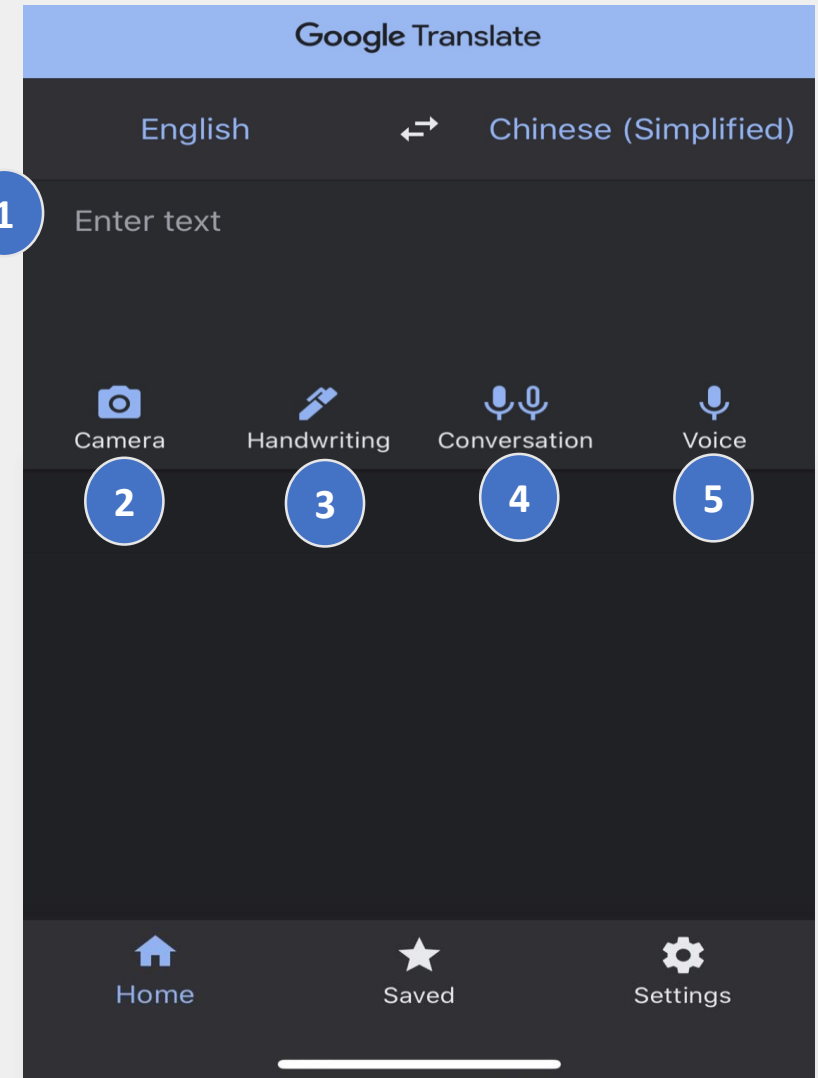 Google Translate
English Chinese (Simplified)
1 Enter text
Camera Handwriting Conversation Voice
2 3 4 5
Home Saved Settings